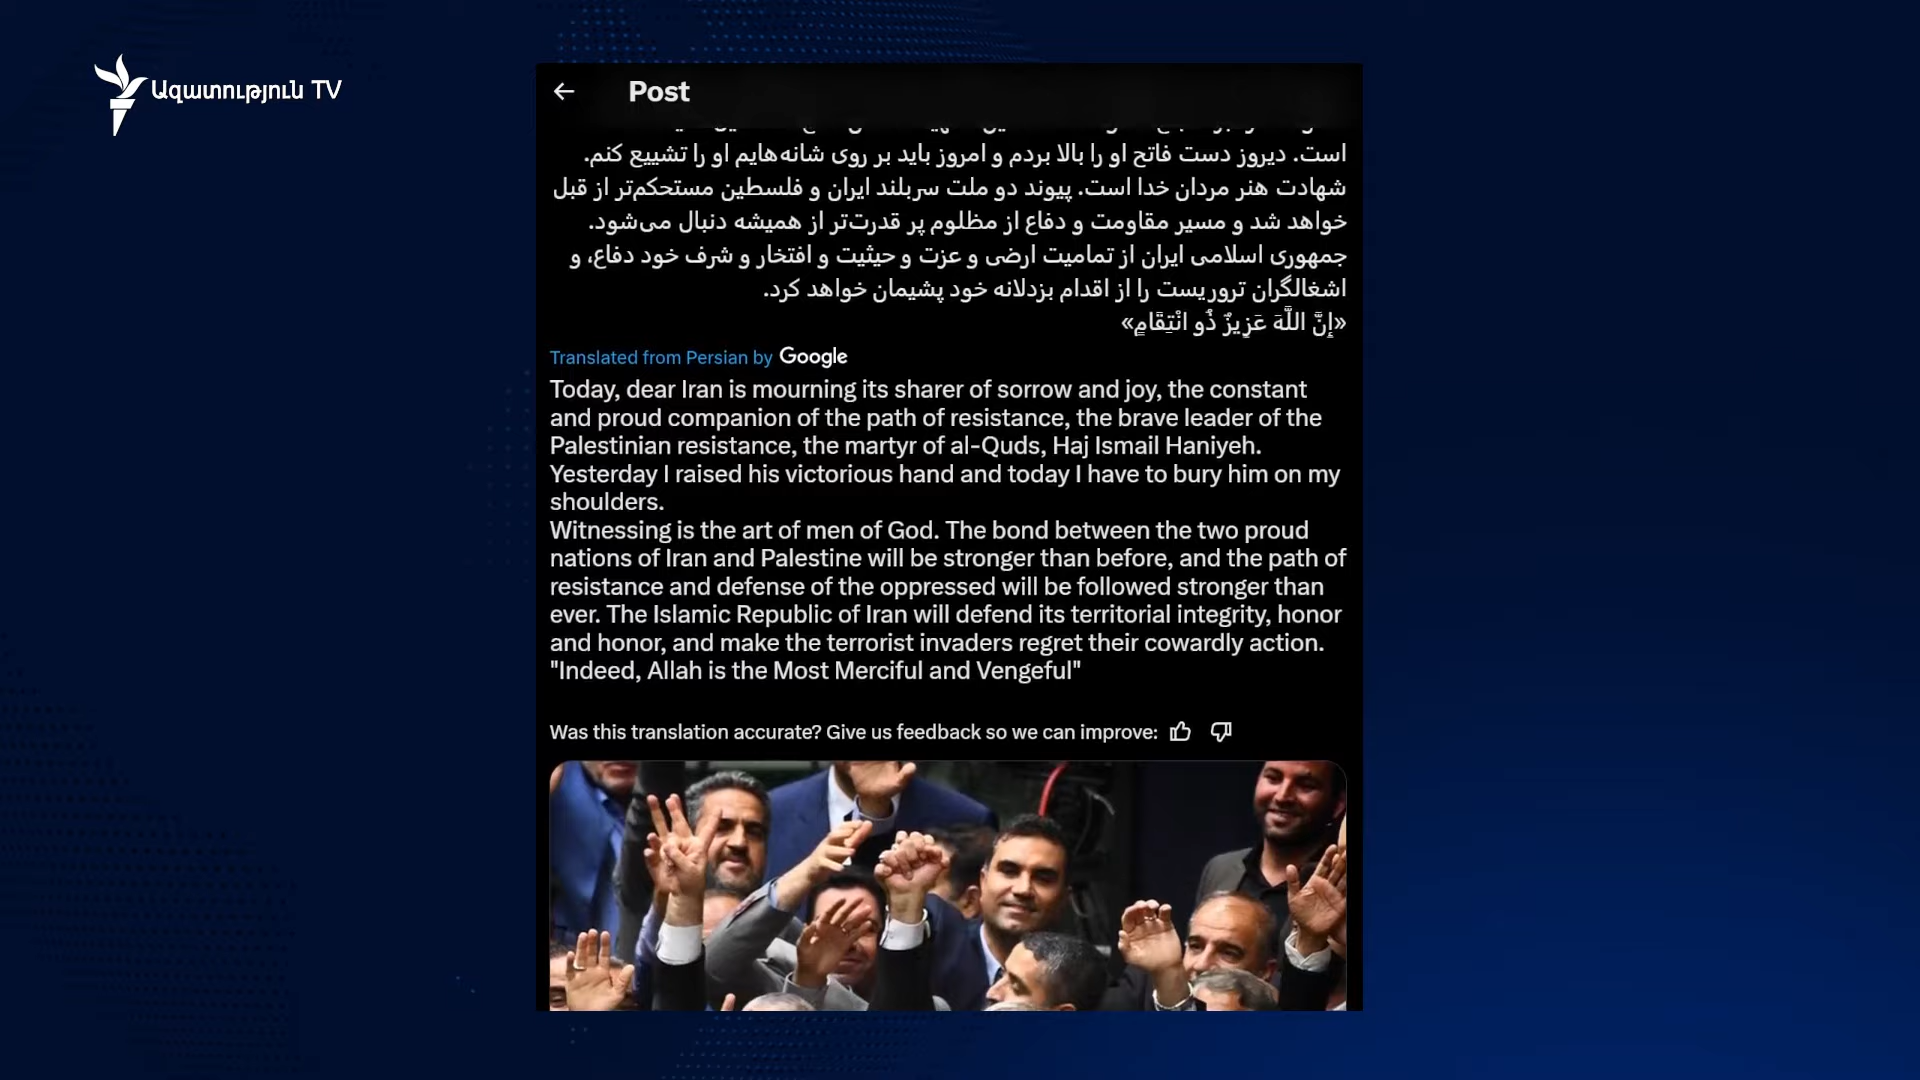 Ազատություն TV
Post
است. دیروز دست فاتح او را بالا بردم و امروز باید بر روی شانه‌هایم او را تشییع کنم.
شهادت هنر مردان خدا است. پیوند دو ملت سربلند ایران و فلسطین مستحکم‌تر از قبل
خواهد شد و مسیر مقاومت و دفاع از مظلوم پر قدرت‌تر از همیشه دنبال می‌شود.
جمهوری اسلامی ایران از تمامیت ارضی و عزت و حیثیت و افتخار و شرف خود دفاع، و
اشغالگران تروریست را از اقدام بزدلانه خود پشیمان خواهد کرد.
«إِنَّ اللَّهَ عَزِيزٌ ذُو انْتِقَامٍ»
Translated from Persian by Google
Today, dear Iran is mourning its sharer of sorrow and joy, the constant
and proud companion of the path of resistance, the brave leader of the
Palestinian resistance, the martyr of al-Quds, Haj Ismail Haniyeh.
Yesterday I raised his victorious hand and today I have to bury him on my
shoulders.
Witnessing is the art of men of God. The bond between the two proud
nations of Iran and Palestine will be stronger than before, and the path of
resistance and defense of the oppressed will be followed stronger than
ever. The Islamic Republic of Iran will defend its territorial integrity, honor
and honor, and make the terrorist invaders regret their cowardly action.
"Indeed, Allah is the Most Merciful and Vengeful"
Was this translation accurate? Give us feedback so we can improve: